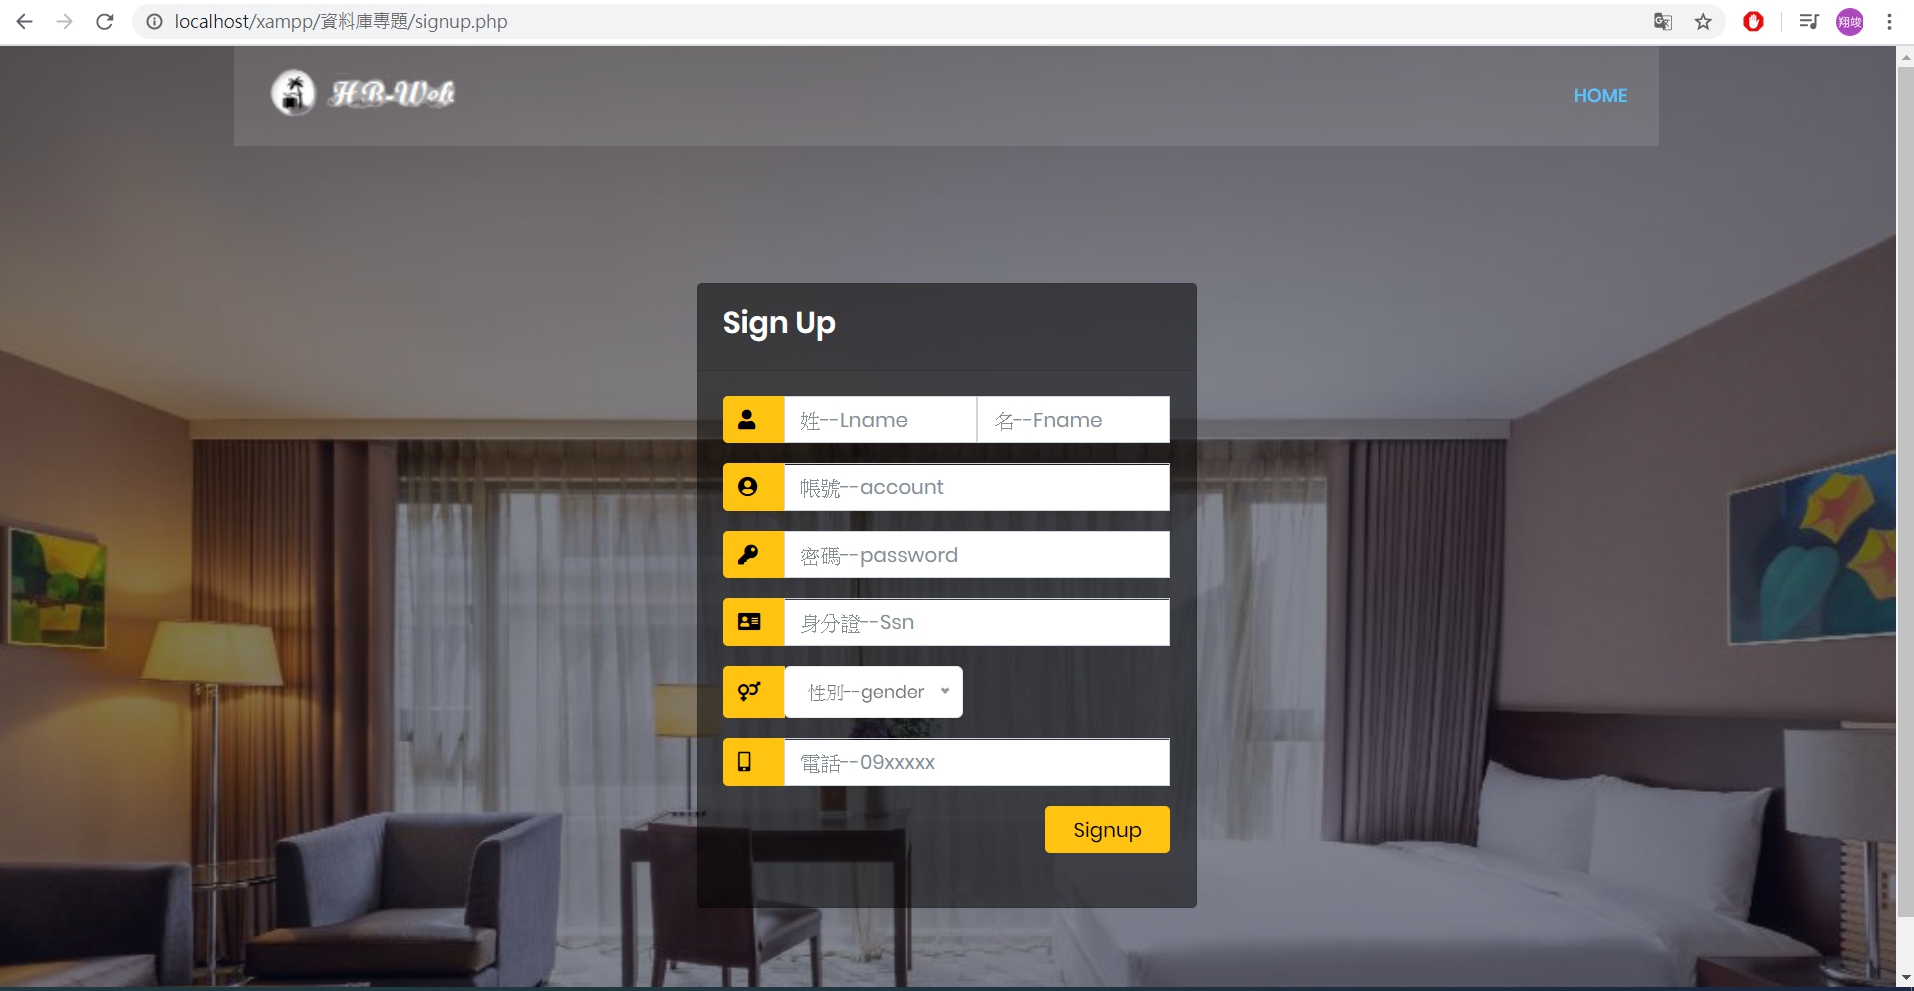 localhost/xampp/資料庫專題/signup.php
翔竣
HB-Web
HOME
Sign Up
姓--Lname
名--Fname
帳號--account
密碼--password
身分證--Ssn
性別--gender
電話--09xxxxx
Signup